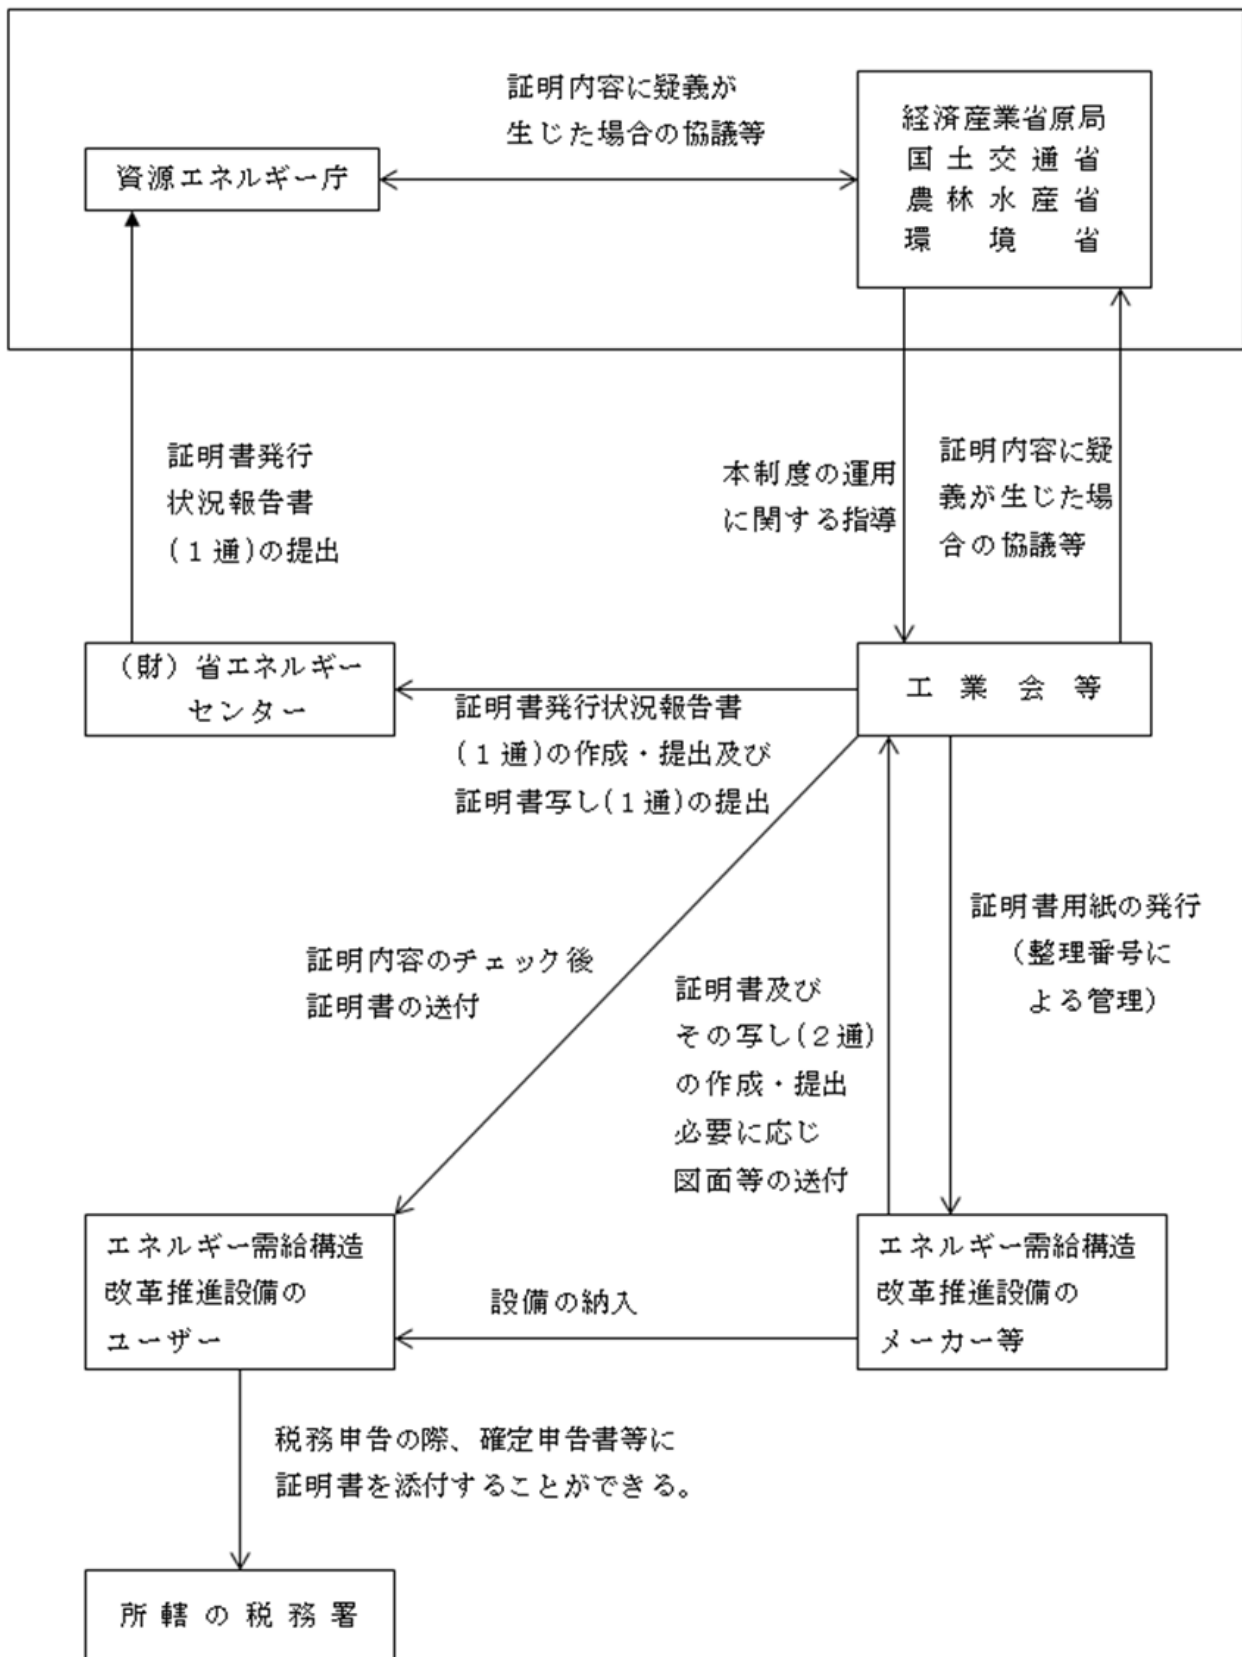 証明内容に疑義が
生じた場合の協議等
資源エネルギー庁
経済産業省原局
国土交通省
農林水産省
環境省
証明書発行
状況報告書
(1通)の提出
本制度の運用
に関する指導
証明内容に疑
義が生じた場
合の協議等
(財)省エネルギー
センター
工業会等
証明書発行状況報告書
(1通)の作成・提出及び
証明書写し(1通)の提出
証明内容のチェック後
証明書の送付
証明書及び
その写し(2通)
の作成・提出
必要に応じ
図面等の送付
証明書用紙の発行
(整理番号に
よる管理)
エネルギー需給構造
改革推進設備の
ユーザー
設備の納入
エネルギー需給構造
改革推進設備の
メーカー等
税務申告の際、確定申告書等に
証明書を添付することができる。
所轄の税務署